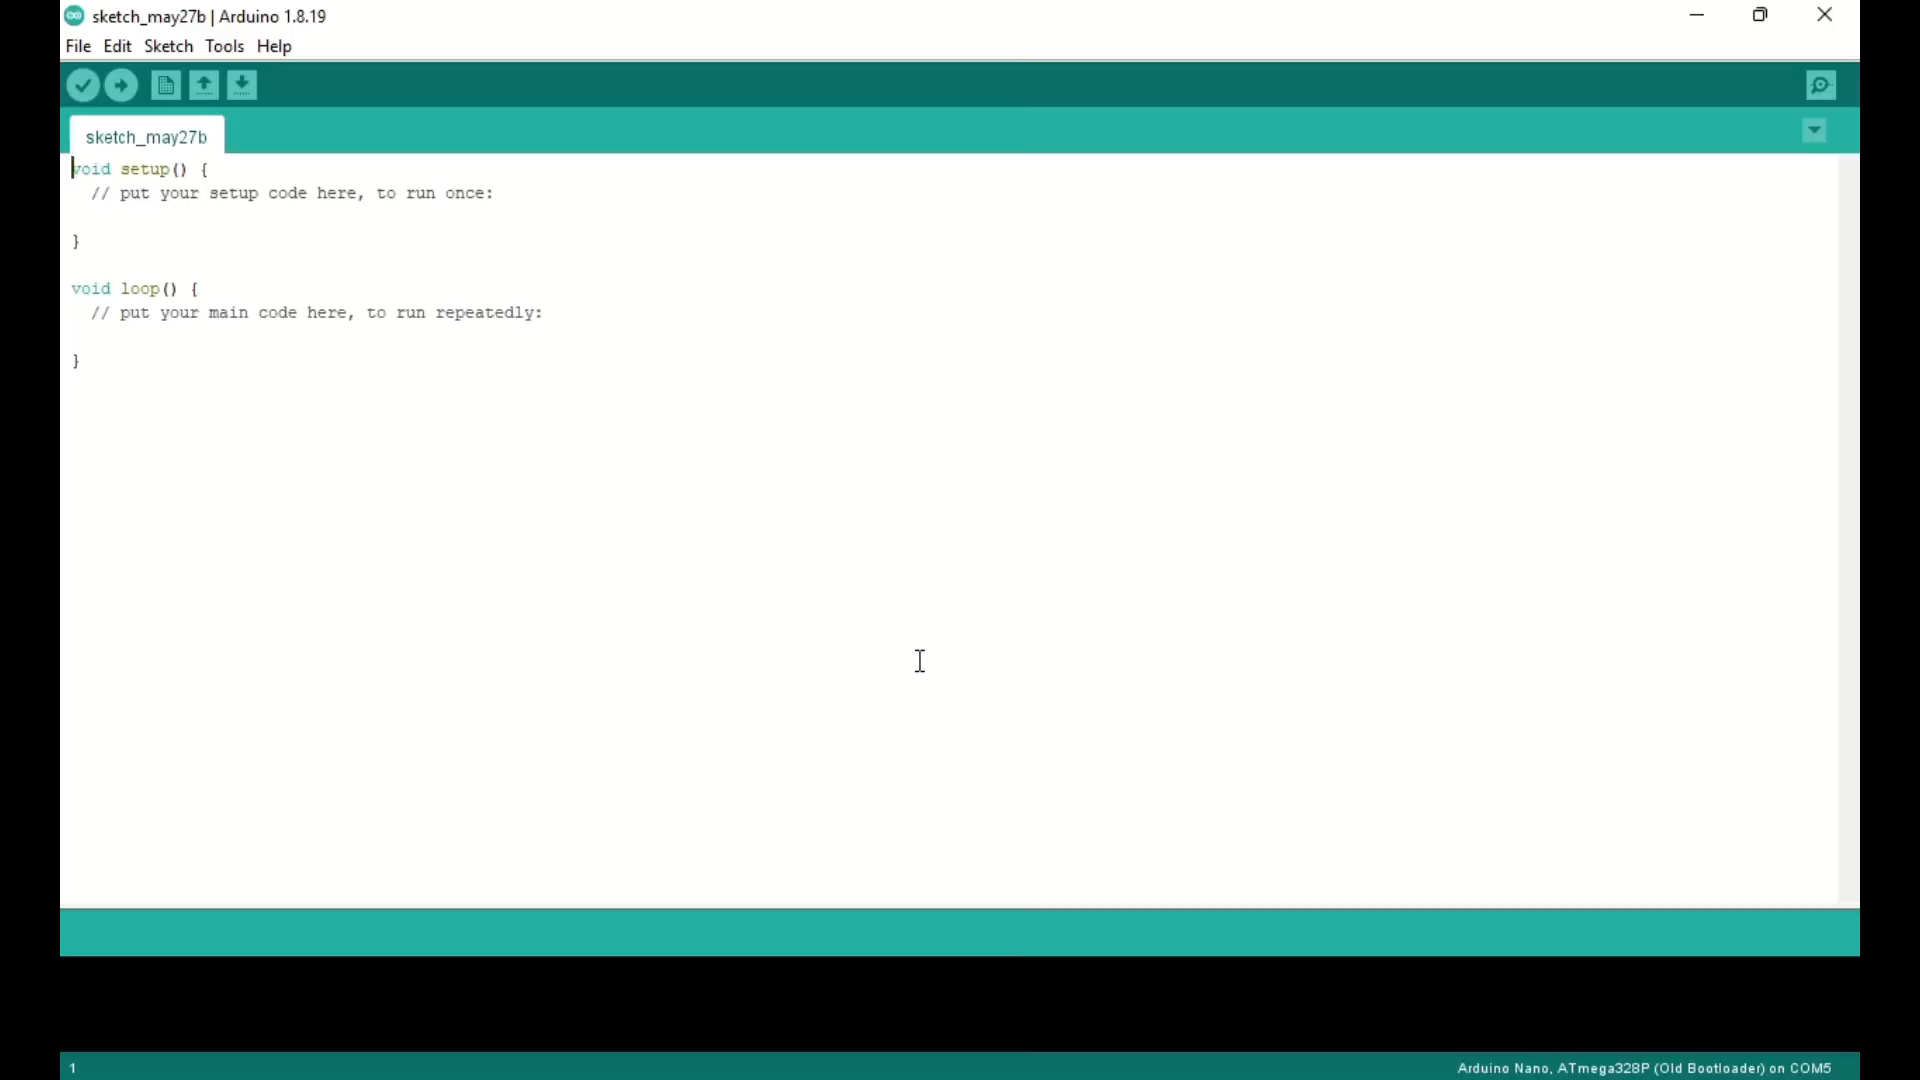 sketch_may27b | Arduino 1.8.19
File Edit Sketch Tools Help
sketch_may27b
void setup() {
  // put your setup code here, to run once:
}
void loop() {
  // put your main code here, to run repeatedly:
}
1
Arduino Nano, ATmega328P (Old Bootloader) on COM5